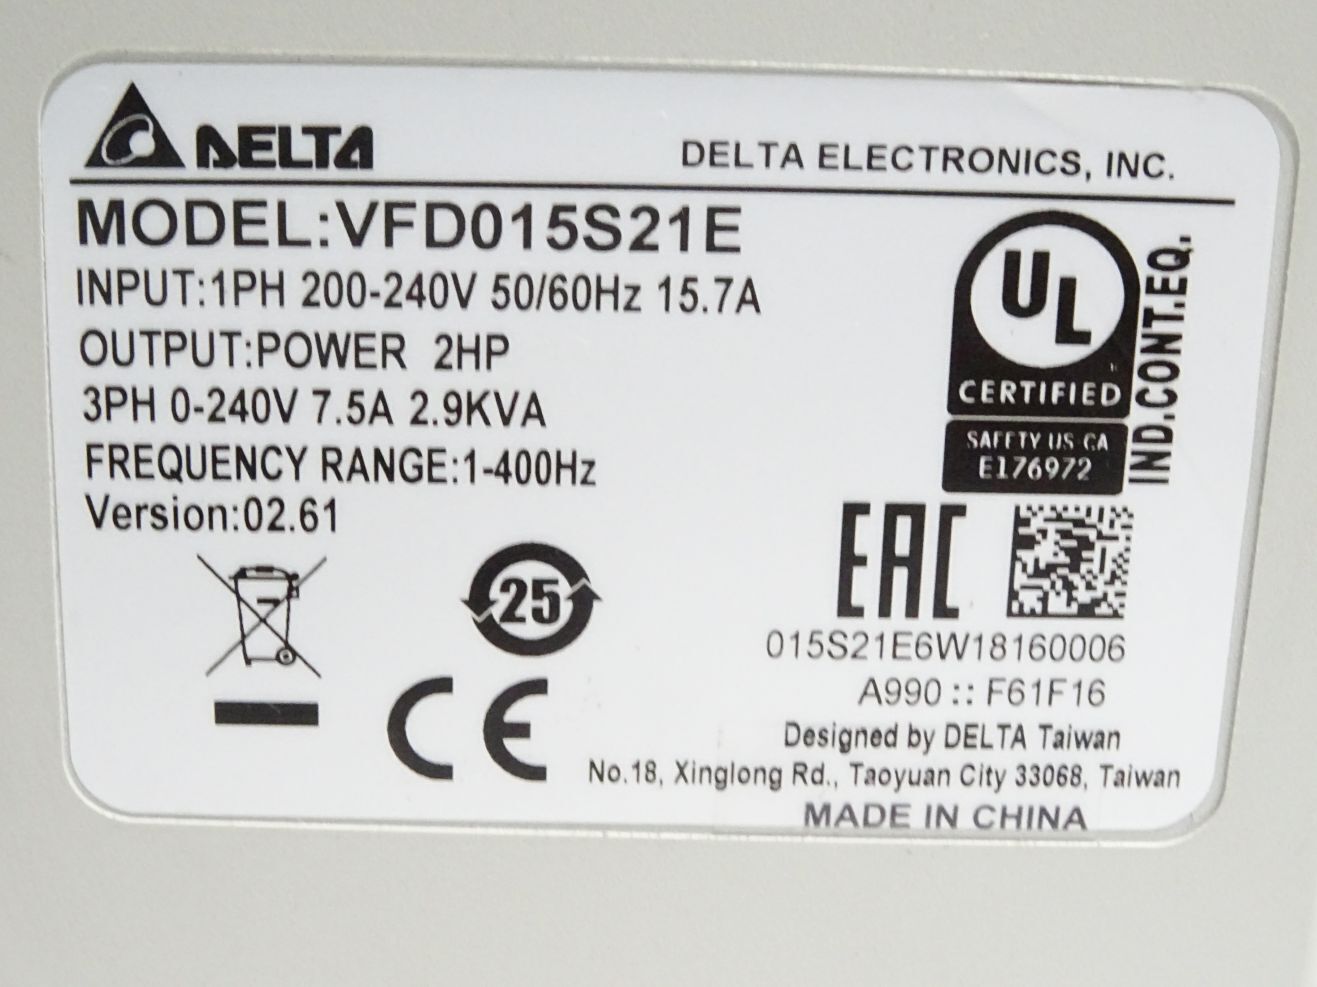 DELTA
DELTA ELECTRONICS, INC.
MODEL:VFD015S21E
INPUT:1PH 200-240V 50/60Hz 15.7A
OUTPUT:POWER 2HP
3PH 0-240V 7.5A 2.9KVA
FREQUENCY RANGE:1-400Hz
Version:02.61
UL
CERTIFIED
SAFETY US CA
E176972
IND.CONT.EQ.
25
CE
EAC
015S21E6W18160006
A990 :: F61F16
Designed by DELTA Taiwan
No.18, Xinglong Rd., Taoyuan City 33068, Taiwan
MADE IN CHINA